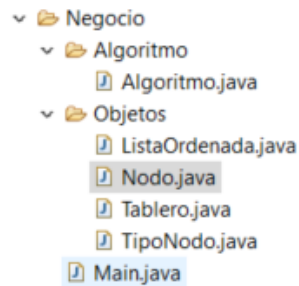 Negocio
Algoritmo
Algoritmo.java
Objetos
ListaOrdenada.java
Nodo.java
Tablero.java
TipoNodo.java
Main.java